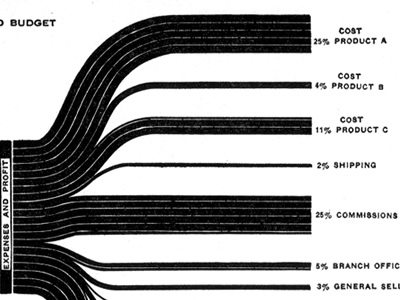 D BUDGET
COST
25% PRODUCT A
COST
4% PRODUCT B
COST
11% PRODUCT C
2% SHIPPING
25% COMMISSIONS
EXPENSES AND PROFIT
5% BRANCH OFFIC
3% GENERAL SELL